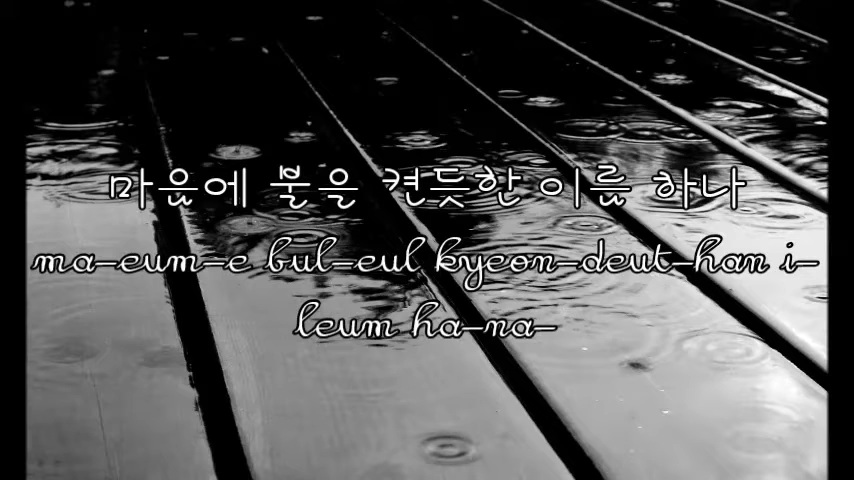 마음에 불을 켠듯한 이름 하나
ma-eum-e bul-eul kyeon-deut-han i-
leum ha-na-